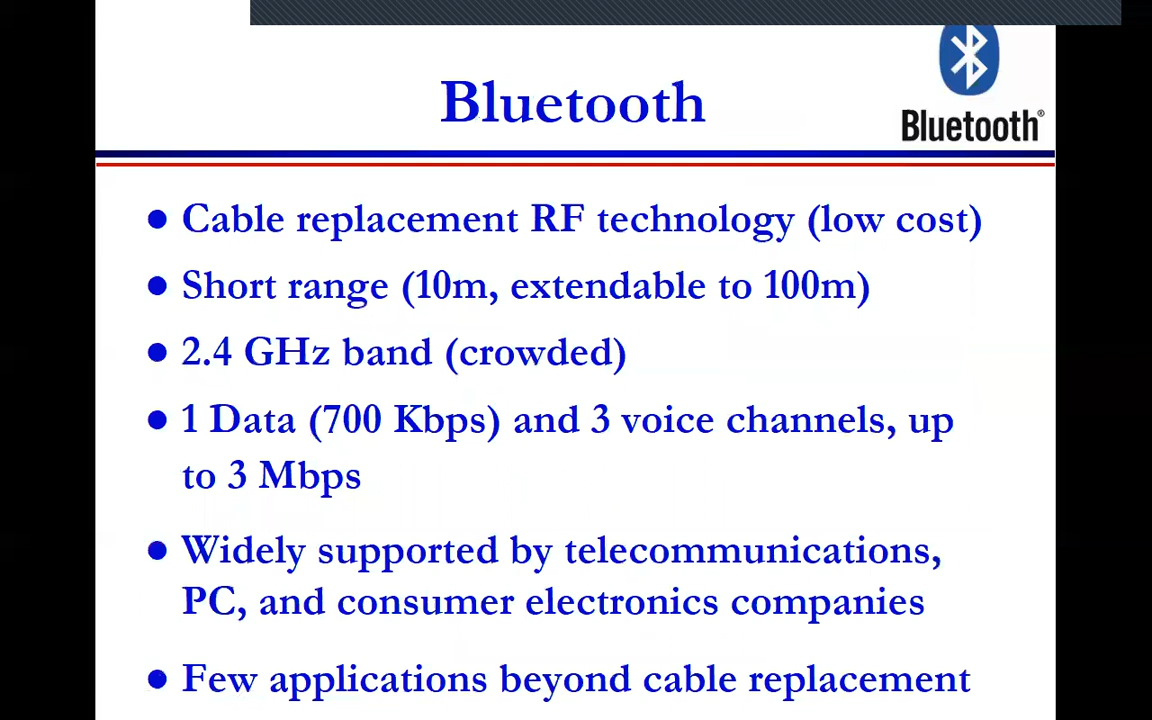 Bluetooth
Bluetooth®
● Cable replacement RF technology (low cost)
● Short range (10m, extendable to 100m)
● 2.4 GHz band (crowded)
● 1 Data (700 Kbps) and 3 voice channels, up
to 3 Mbps
● Widely supported by telecommunications,
PC, and consumer electronics companies
● Few applications beyond cable replacement